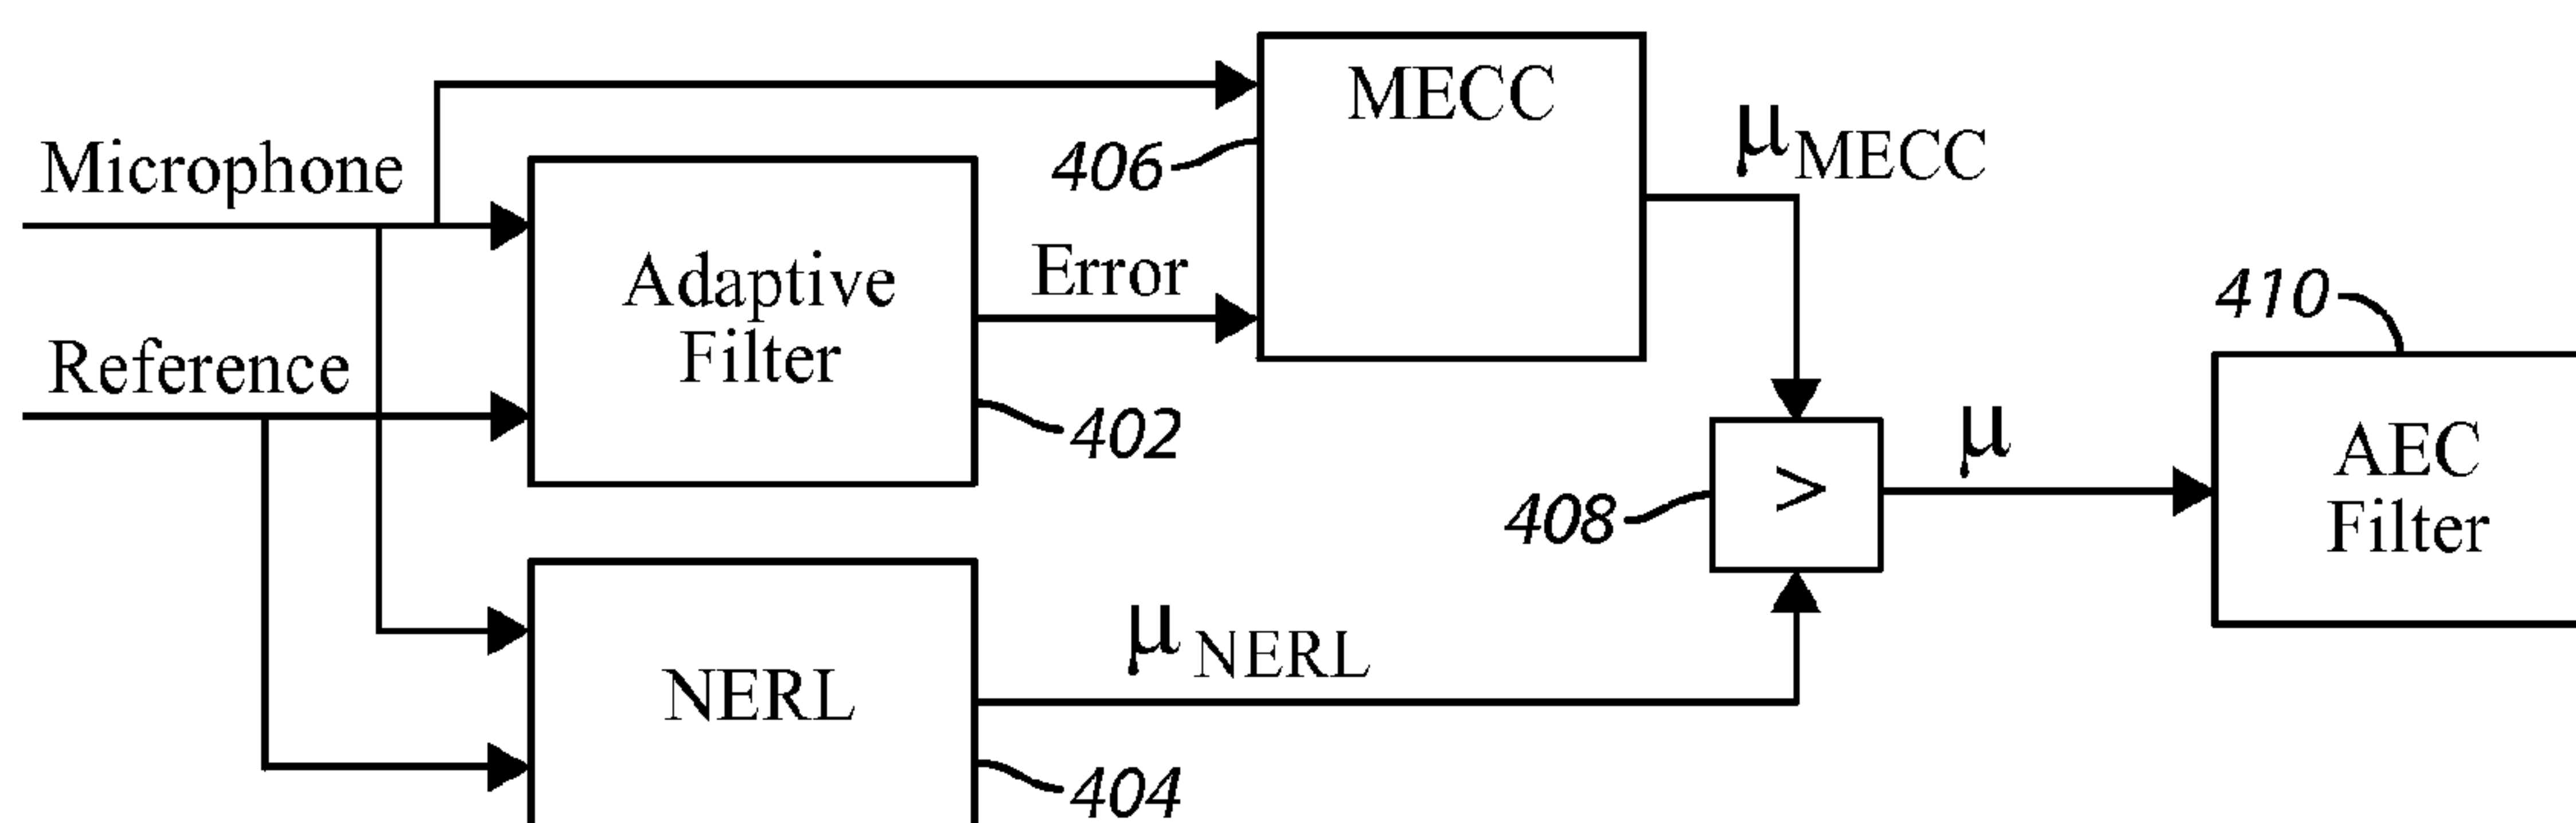 MECC
406
μMECC
Microphone
Adaptive
Filter
402
Error
Reference
410
AEC
Filter
408
>
μ
NERL
404
μNERL